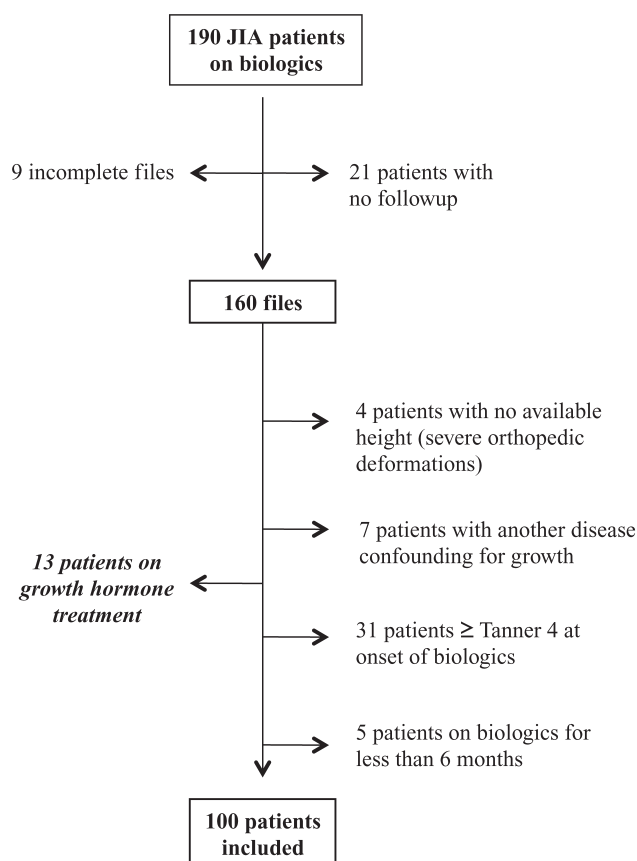 190 JIA patients
on biologics
9 incomplete files
21 patients with
no followup
160 files
4 patients with no available
height (severe orthopedic
deformations)
7 patients with another disease
confounding for growth
13 patients on
growth hormone
treatment
31 patients ≥ Tanner 4 at
onset of biologics
5 patients on biologics for
less than 6 months
100 patients
included